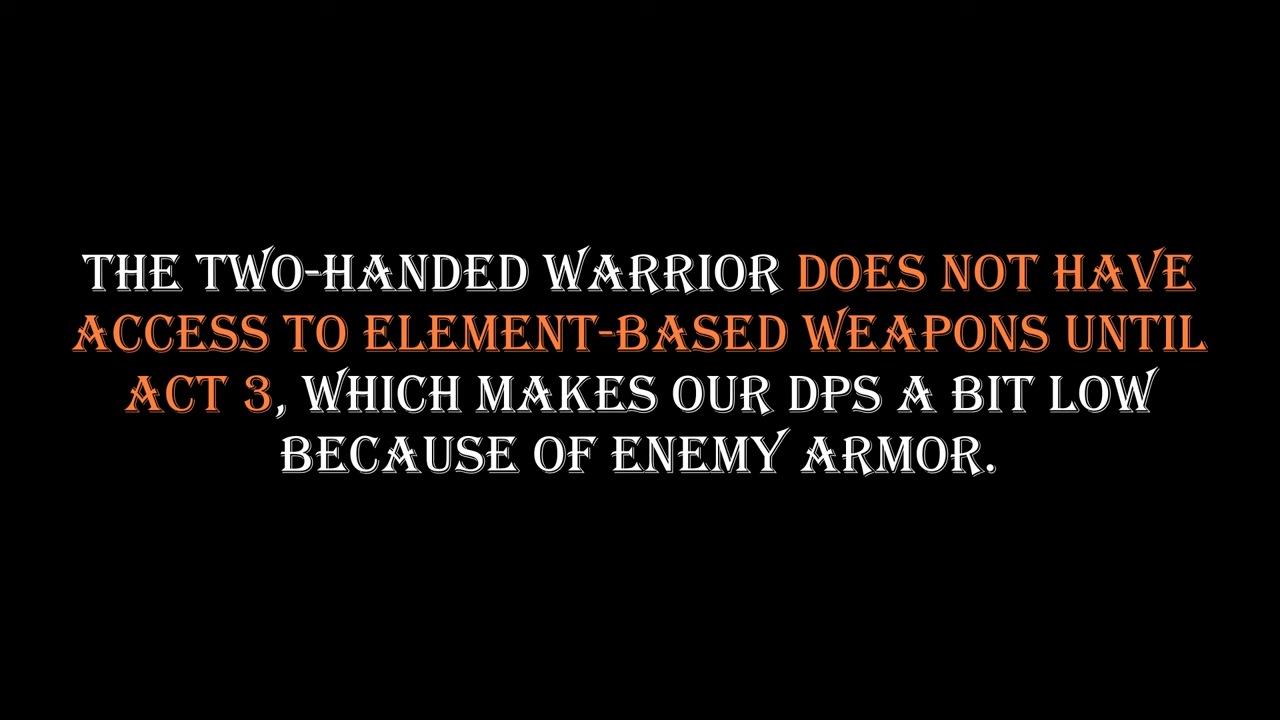 THE TWO-HANDED WARRIOR DOES NOT HAVE
ACCESS TO ELEMENT-BASED WEAPONS UNTIL
ACT 3, WHICH MAKES OUR DPS A BIT LOW
BECAUSE OF ENEMY ARMOR.